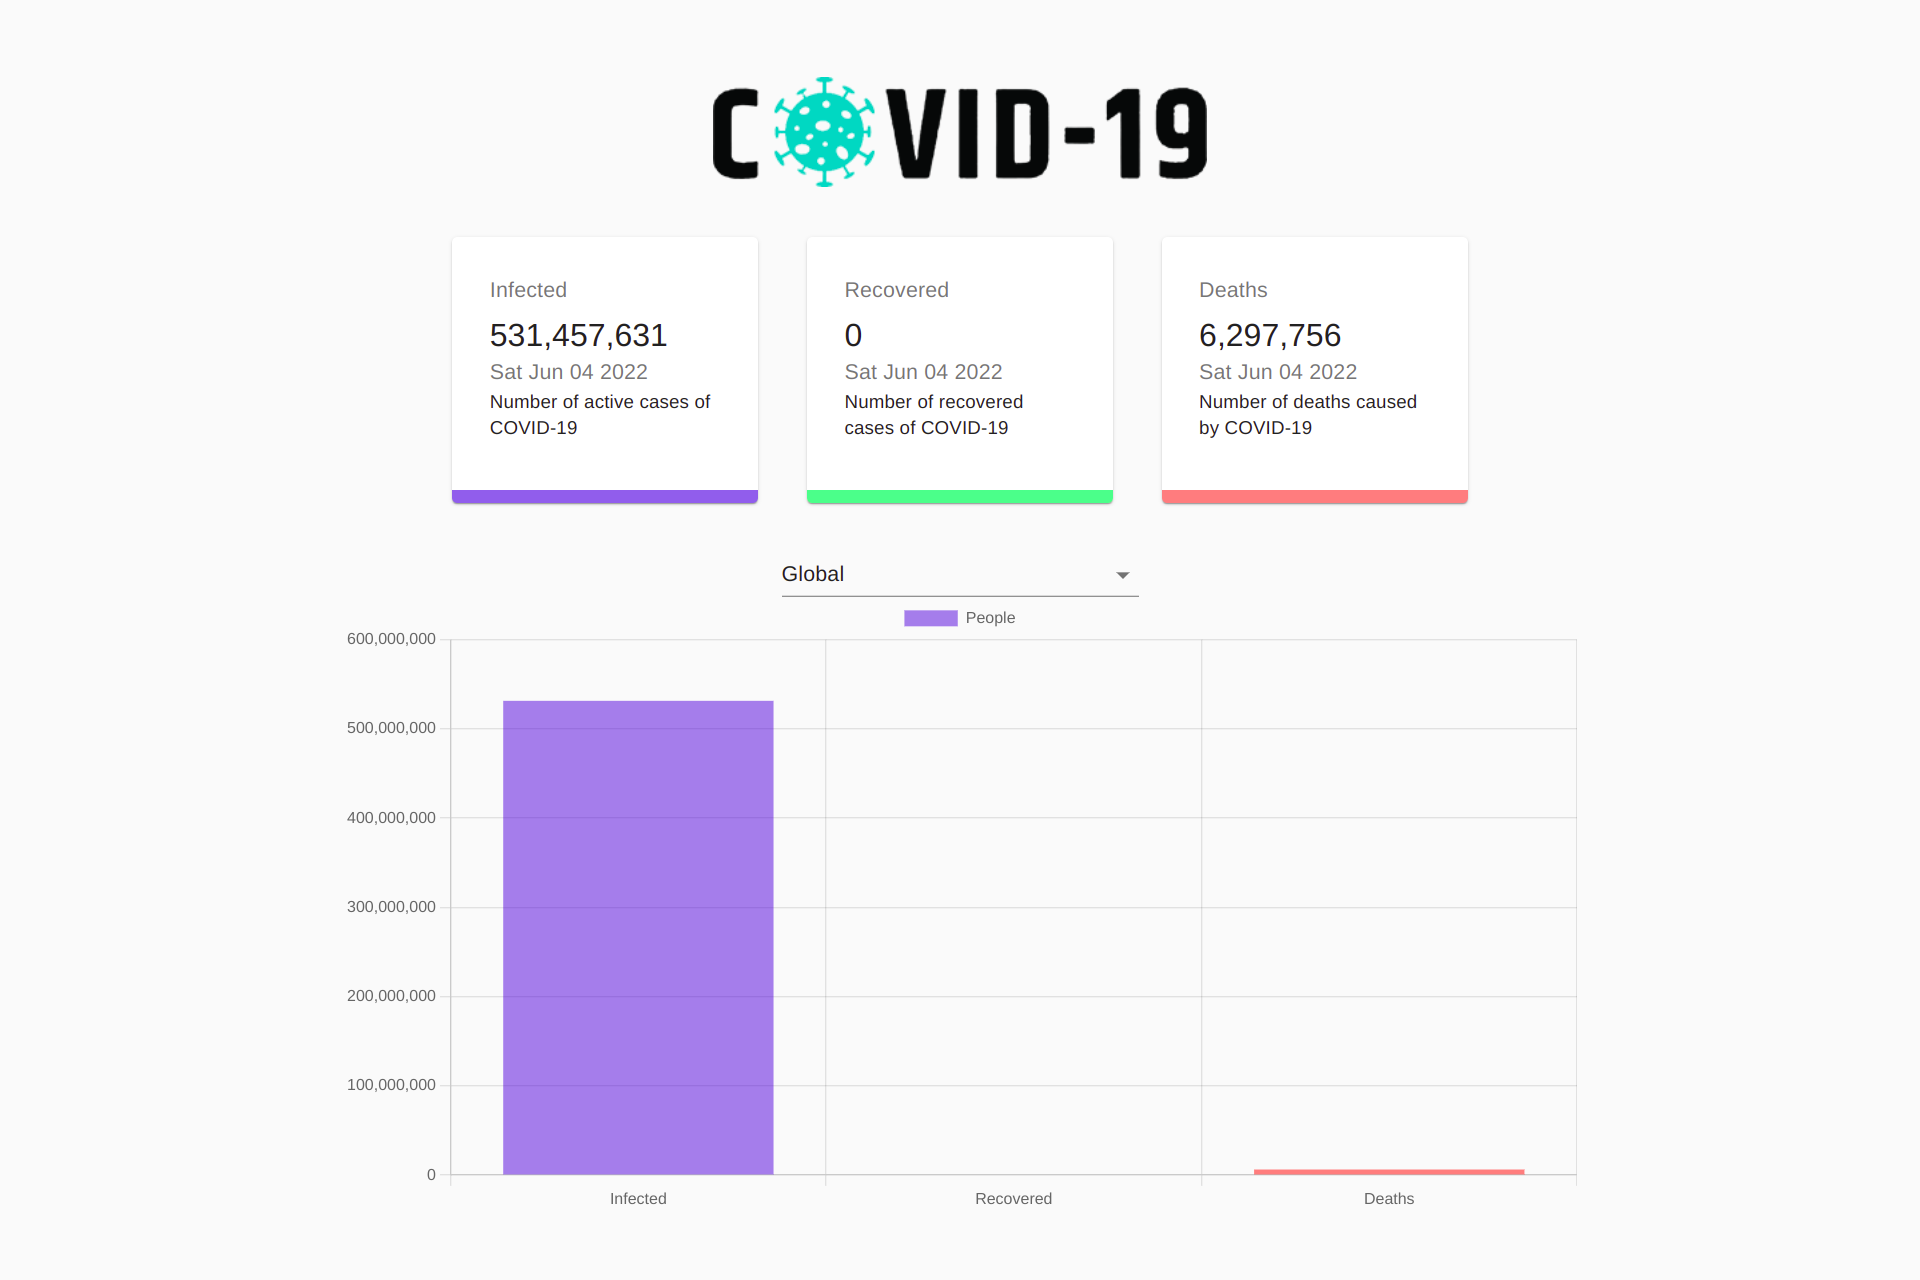 COVID-19
Infected
531,457,631
Sat Jun 04 2022
Number of active cases of
COVID-19
Recovered
0
Sat Jun 04 2022
Number of recovered
cases of COVID-19
Deaths
6,297,756
Sat Jun 04 2022
Number of deaths caused
by COVID-19
Global
People
600,000,000
500,000,000
400,000,000
300,000,000
200,000,000
100,000,000
0
Infected
Recovered
Deaths